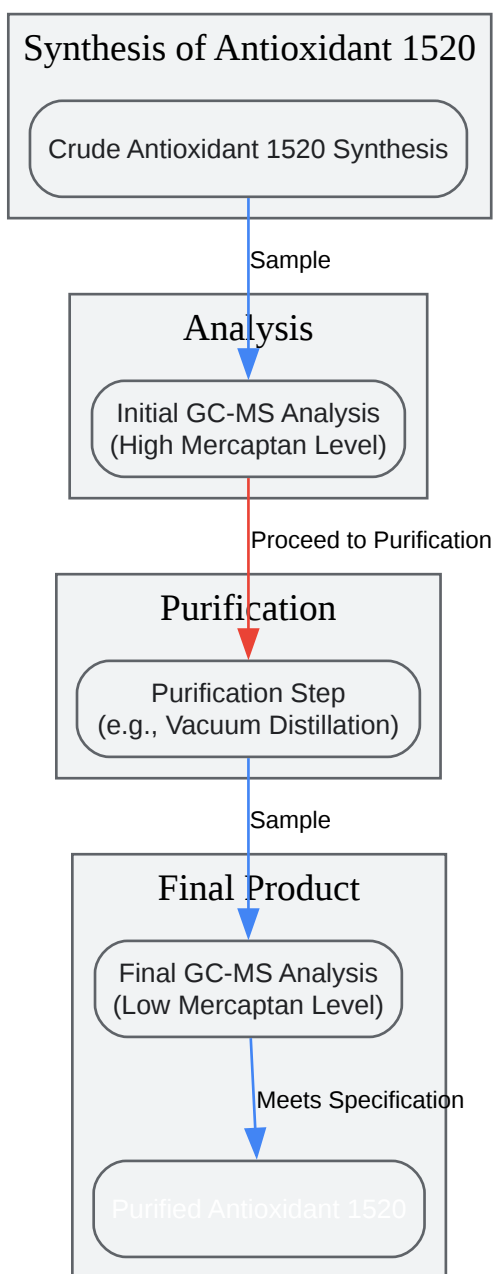 Synthesis of Antioxidant 1520
Crude Antioxidant 1520 Synthesis
Sample
Analysis
Initial GC-MS Analysis
(High Mercaptan Level)
Proceed to Purification
Purification
Purification Step
(e.g., Vacuum Distillation)
Sample
Final Product
Final GC-MS Analysis
(Low Mercaptan Level)
Meets Specification
Purified Antioxidant 1520